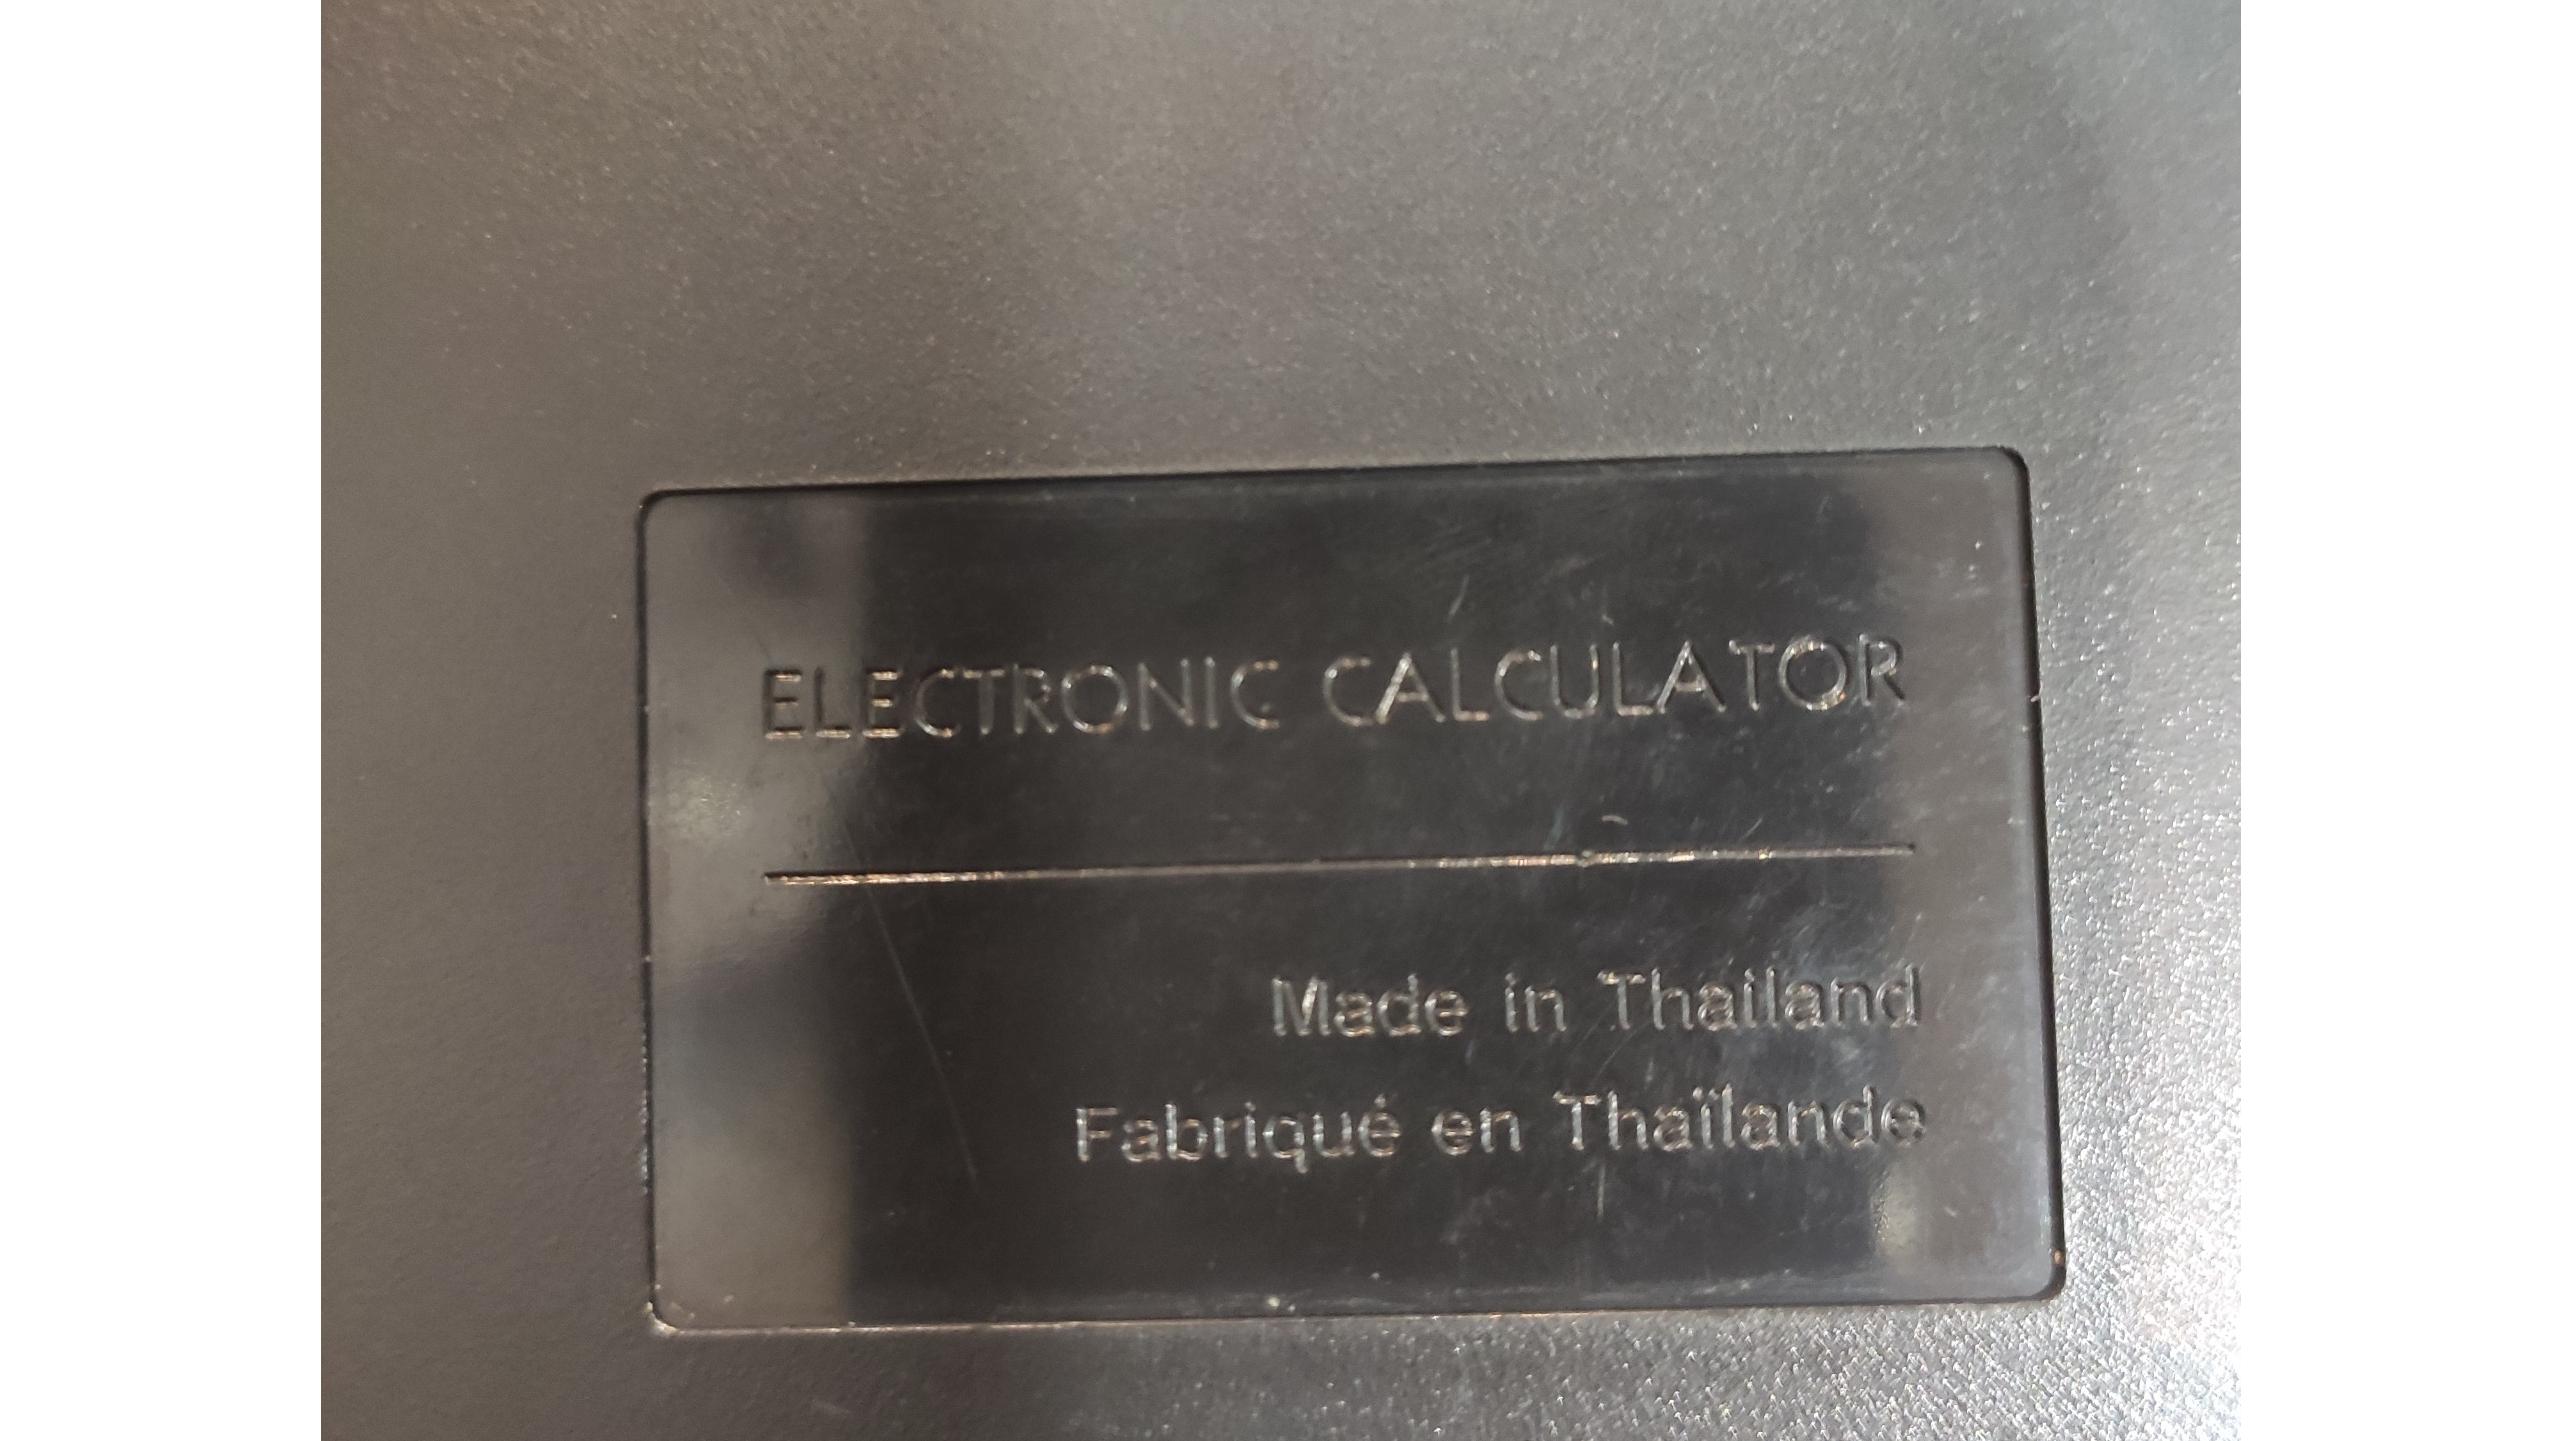 ELECTRONIC CALCULATOR
Made in Thailand
Fabriqué en Thaïlande